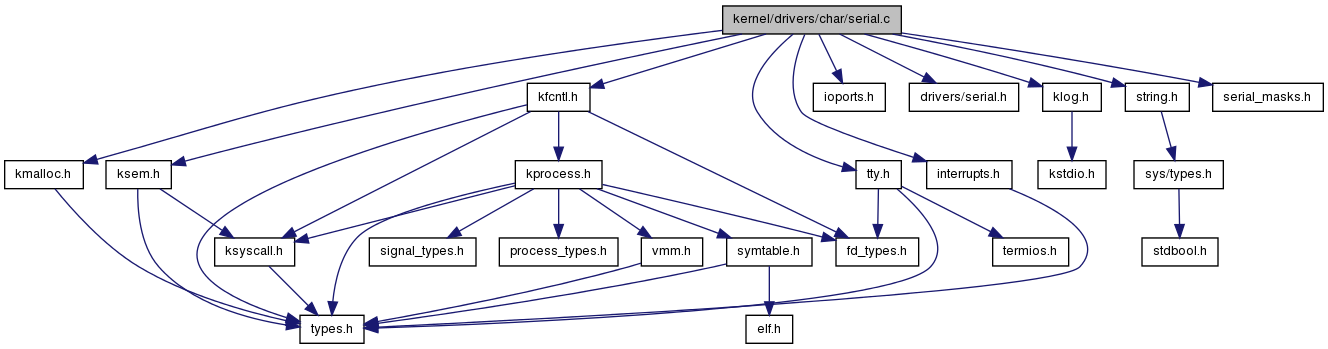 kernel/drivers/char/serial.c
kfcntl.h
ioports.h
drivers/serial.h
klog.h
string.h
serial_masks.h
kmalloc.h
ksem.h
kprocess.h
tty.h
interrupts.h
kstdio.h
sys/types.h
ksyscall.h
signal_types.h
process_types.h
vmm.h
symtable.h
fd_types.h
termios.h
stdbool.h
types.h
elf.h